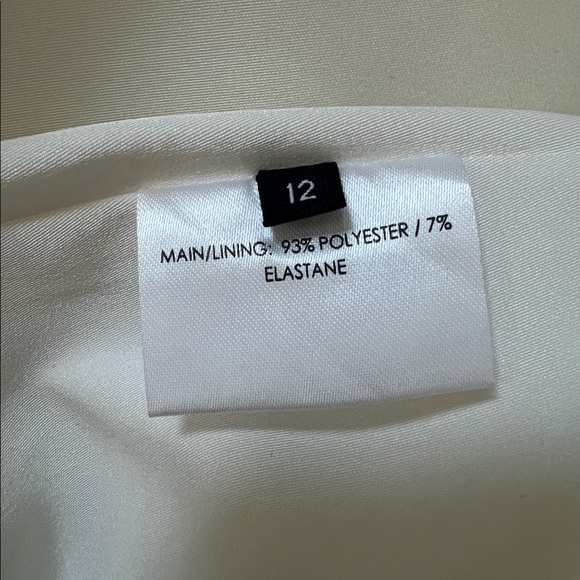 12
MAIN/LINING: 93% POLYESTER / 7%
ELASTANE